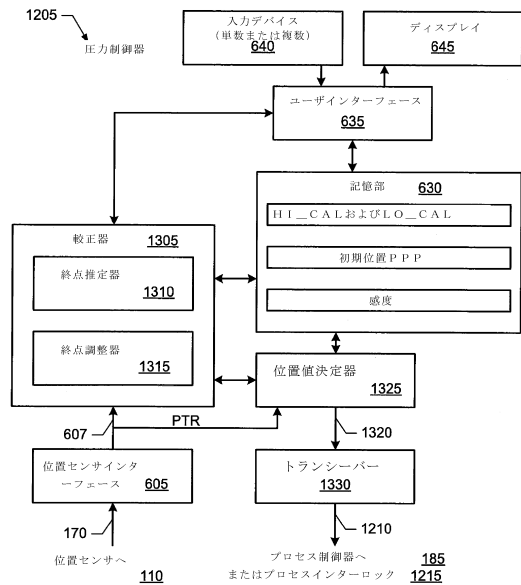 1205
圧力制御器
入力デバイス
(単数または複数)
640
ディスプレイ
645
ユーザインターフェース
635
記憶部 630
HI＿CALおよびLO＿CAL
初期位置PPP
感度
較正器 1305
終点推定器
1310
終点調整器
1315
位置値決定器
1325
607
PTR
1320
位置センサインタ
ーフェース 605
トランシーバー
1330
170
1210
位置センサへ
110
プロセス制御器へ 185
またはプロセスインターロック 1215